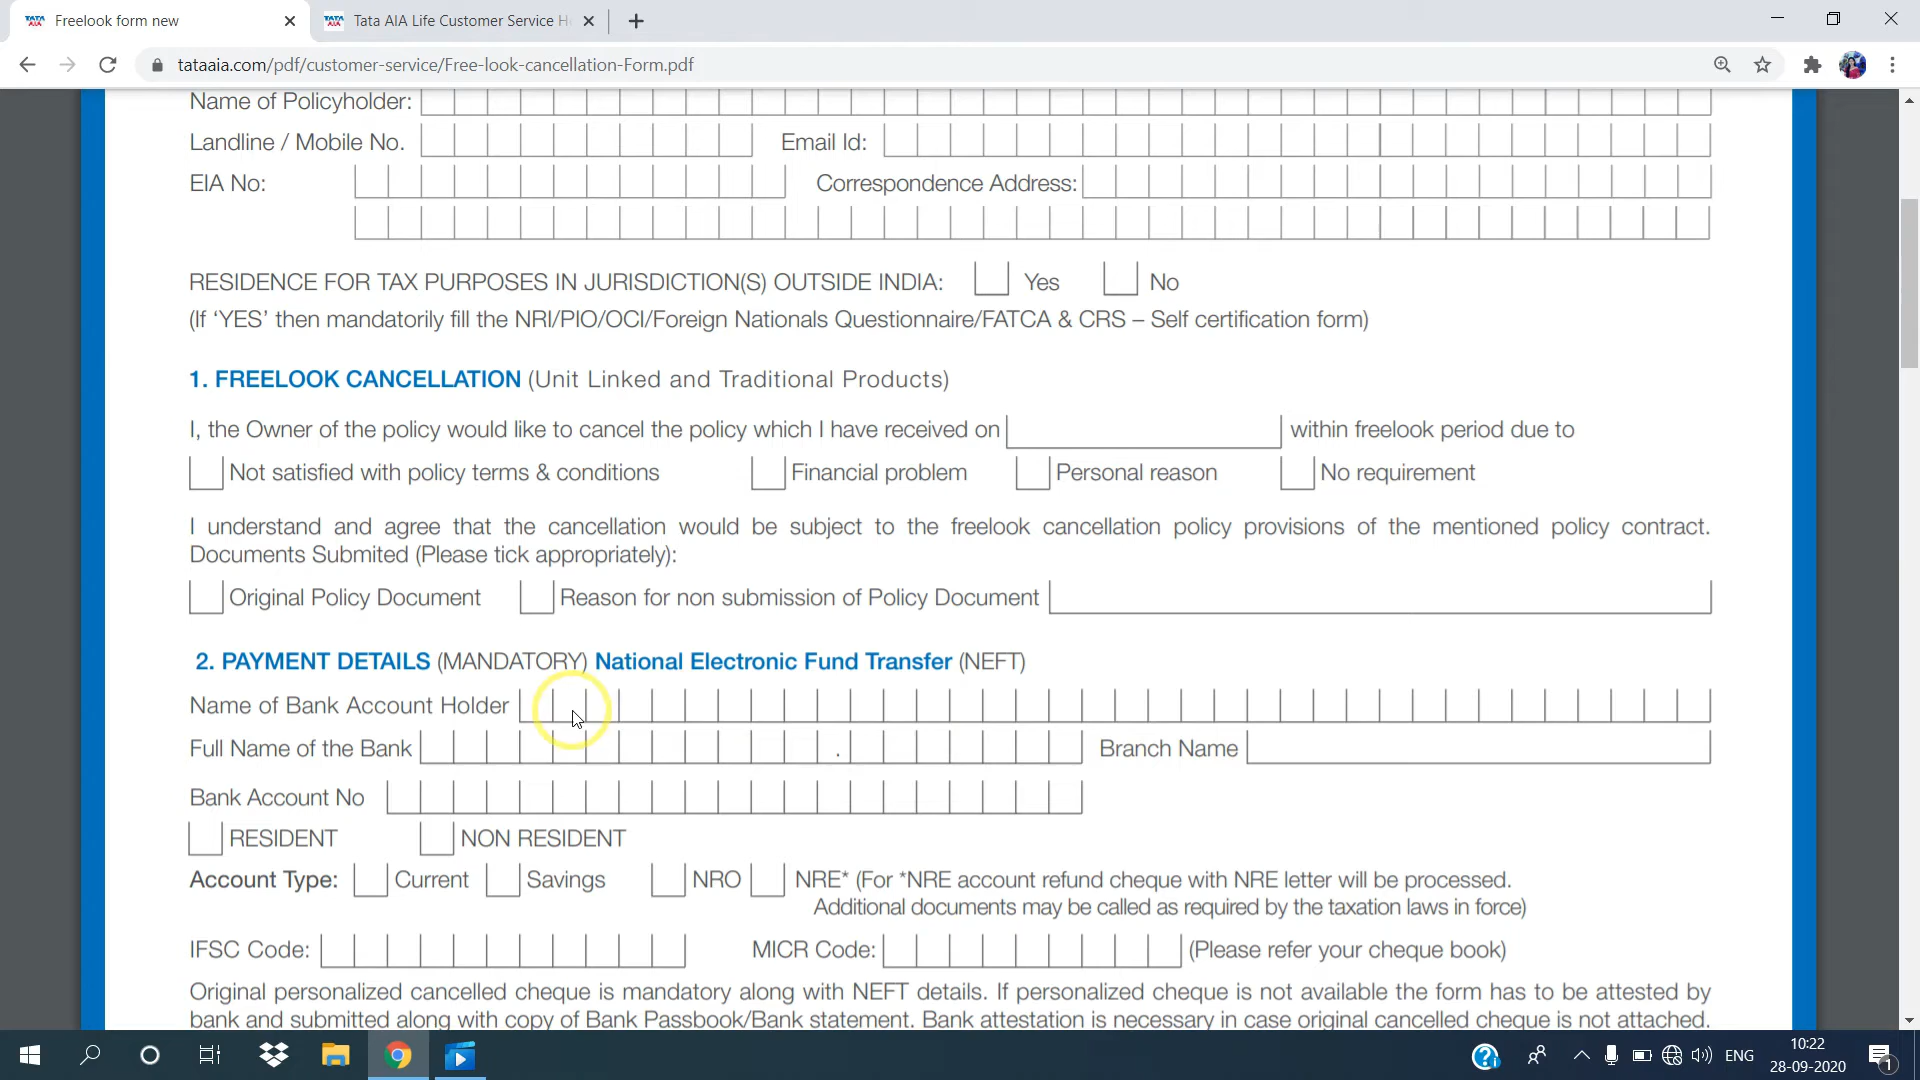 Freelook form new
Tata AIA Life Customer Service H
tataaia.com/pdf/customer-service/Free-look-cancellation-Form.pdf
Name of Policyholder:
Landline / Mobile No. Email Id:
EIA No: Correspondence Address:
RESIDENCE FOR TAX PURPOSES IN JURISDICTION(S) OUTSIDE INDIA: Yes No
(If ‘YES’ then mandatorily fill the NRI/PIO/OCI/Foreign Nationals Questionnaire/FATCA & CRS – Self certification form)
1. FREELOOK CANCELLATION (Unit Linked and Traditional Products)
I, the Owner of the policy would like to cancel the policy which I have received on within freelook period due to
Not satisfied with policy terms & conditions Financial problem Personal reason No requirement
I understand and agree that the cancellation would be subject to the freelook cancellation policy provisions of the mentioned policy contract.
Documents Submited (Please tick appropriately):
Original Policy Document Reason for non submission of Policy Document
2. PAYMENT DETAILS (MANDATORY) National Electronic Fund Transfer (NEFT)
Name of Bank Account Holder
Full Name of the Bank . Branch Name
Bank Account No
RESIDENT NON RESIDENT
Account Type: Current Savings NRO NRE* (For *NRE account refund cheque with NRE letter will be processed.
Additional documents may be called as required by the taxation laws in force)
IFSC Code: MICR Code: (Please refer your cheque book)
Original personalized cancelled cheque is mandatory along with NEFT details. If personalized cheque is not available the form has to be attested by
bank and submitted along with copy of Bank Passbook/Bank statement. Bank attestation is necessary in case original cancelled cheque is not attached.
ENG
10:22
28-09-2020
1